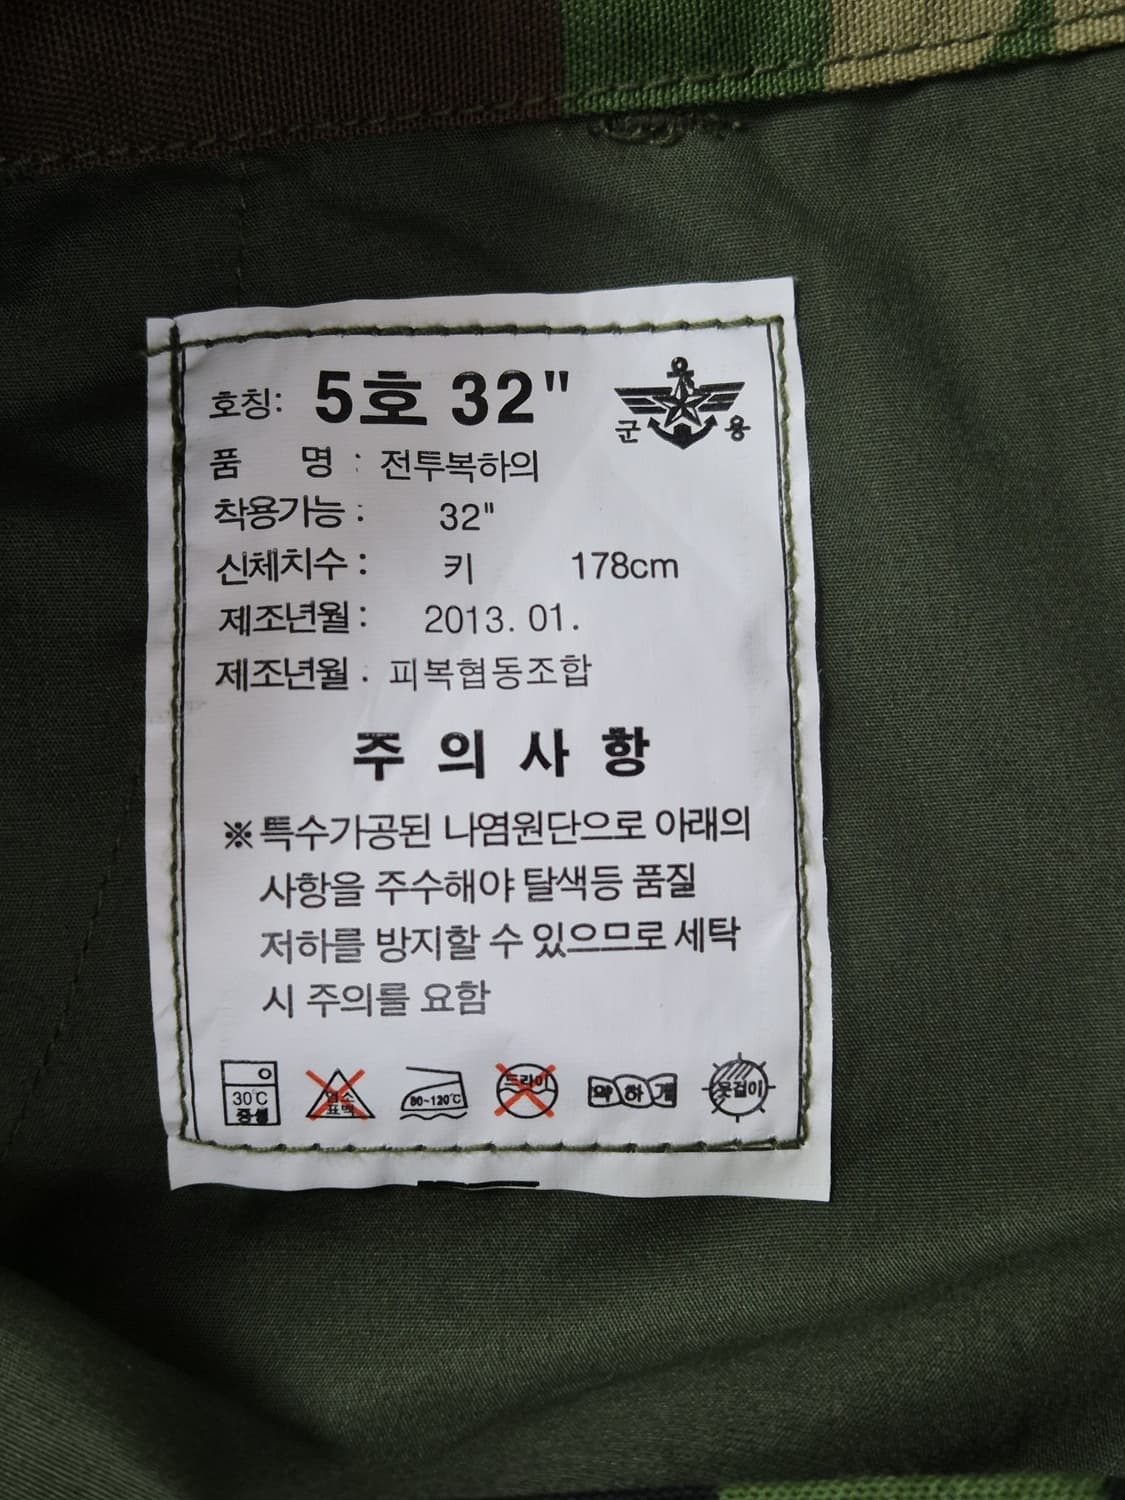 호칭: 5호 32"
군 용
품 명 : 전투복하의
착용가능 : 32"
신체치수 : 키 178cm
제조년월 : 2013. 01.
제조년월 : 피복협동조합
주 의 사 항
※ 특수가공된 나염원단으로 아래의
사항을 주수해야 탈색등 품질
저하를 방지할 수 있으므로 세탁
시 주의를 요함
30℃ 중성
염소 표백
80~120℃
드라이
약하게
옷걸이